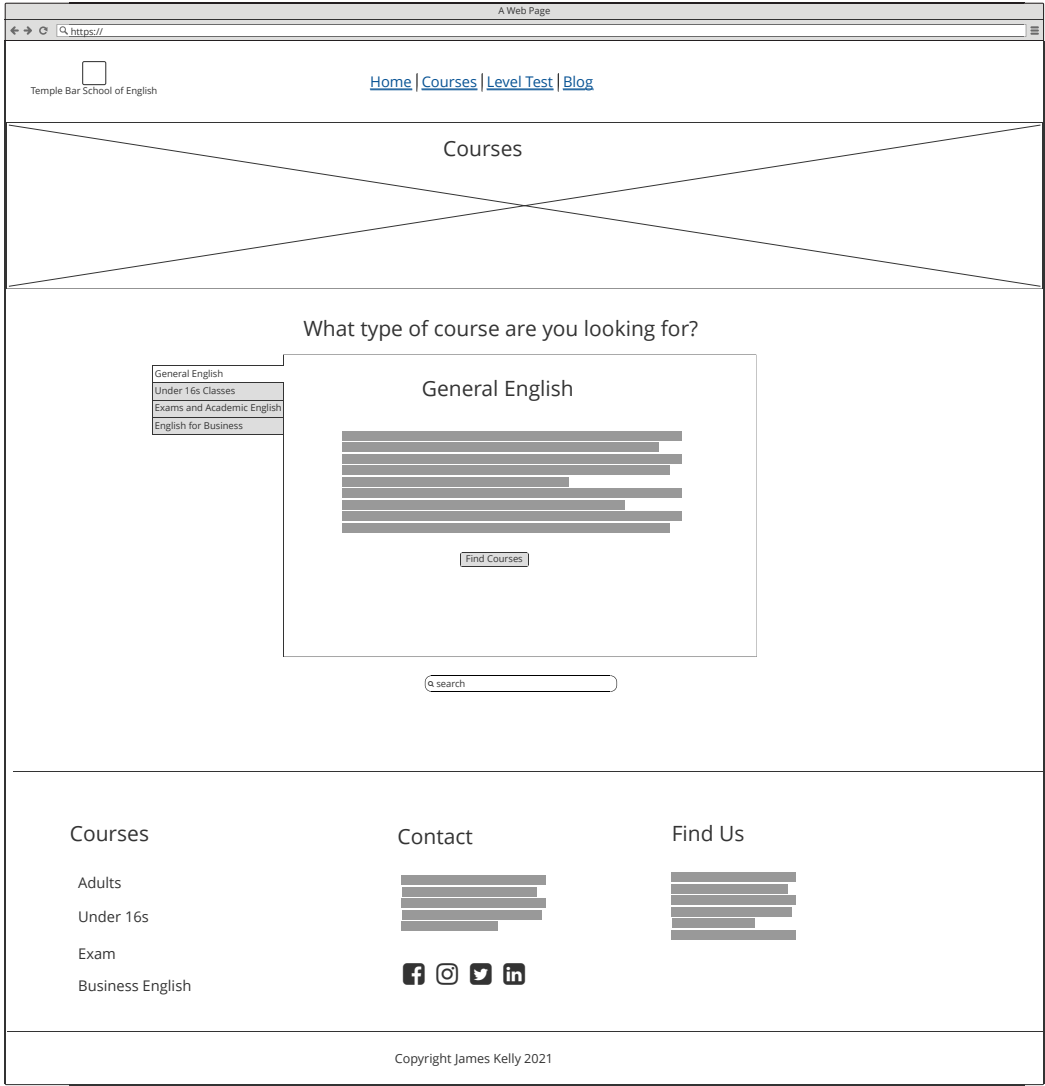 A Web Page
https://
Temple Bar School of English
Home | Courses | Level Test | Blog
Courses
What type of course are you looking for?
General English
Under 16s Classes
Exams and Academic English
English for Business
General English
Find Courses
search
Courses
Adults
Under 16s
Exam
Business English
Contact
Find Us
Copyright James Kelly 2021